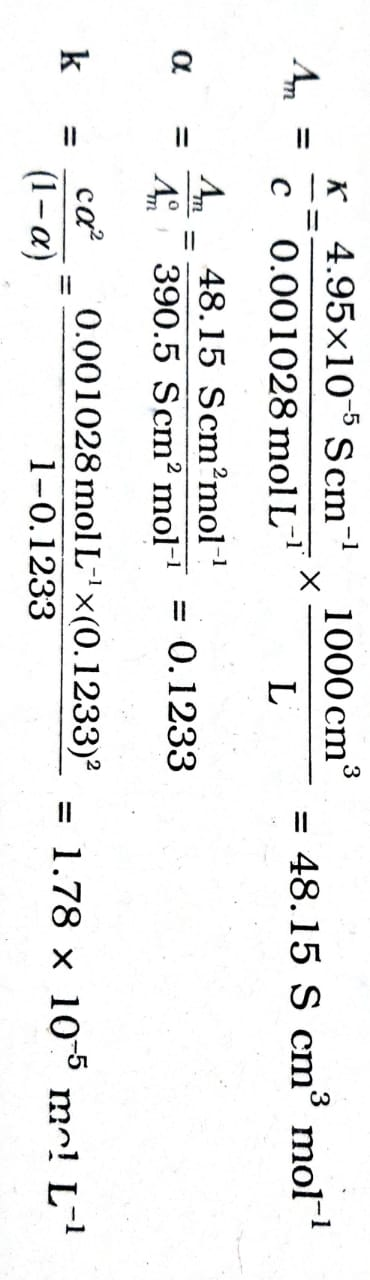 Λm = κ/c = 4.95×10⁻⁵ S cm⁻¹ / 0.001028 mol L⁻¹ × 1000 cm³ / L = 48.15 S cm³ mol⁻¹
α = Λm/Λ°m = 48.15 S cm² mol⁻¹ / 390.5 S cm² mol⁻¹ = 0.1233
k = cα²/(1−α) = 0.001028 mol L⁻¹ ×(0.1233)² / 1−0.1233 = 1.78 × 10⁻⁵ mol L⁻¹